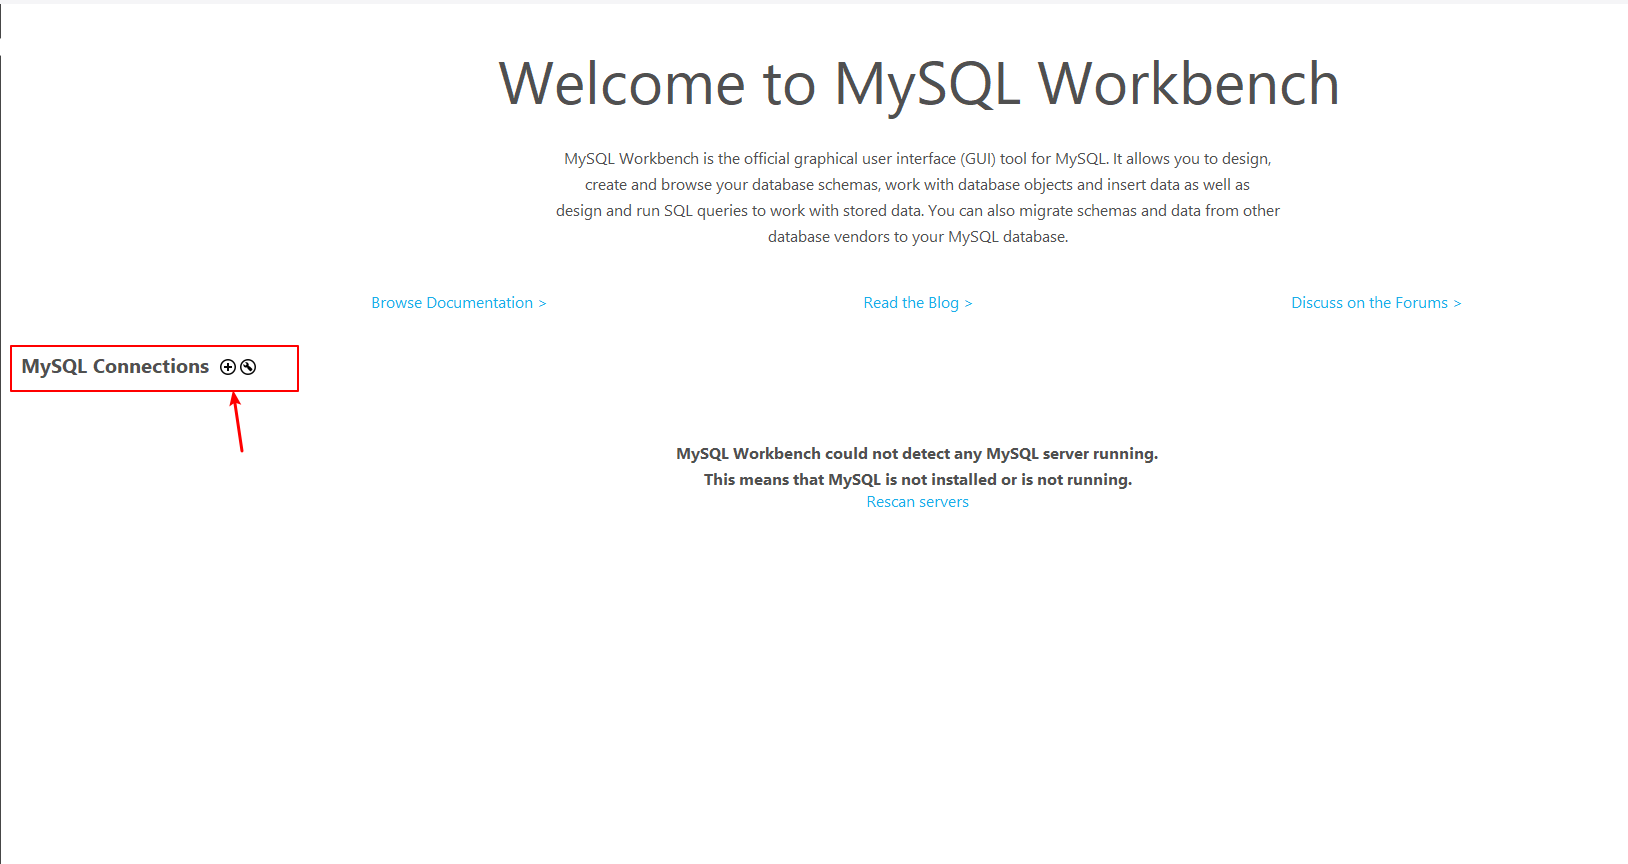 Welcome to MySQL Workbench
MySQL Workbench is the official graphical user interface (GUI) tool for MySQL. It allows you to design,
create and browse your database schemas, work with database objects and insert data as well as
design and run SQL queries to work with stored data. You can also migrate schemas and data from other
database vendors to your MySQL database.
Browse Documentation >
Read the Blog >
Discuss on the Forums >
MySQL Connections
MySQL Workbench could not detect any MySQL server running.
This means that MySQL is not installed or is not running.
Rescan servers